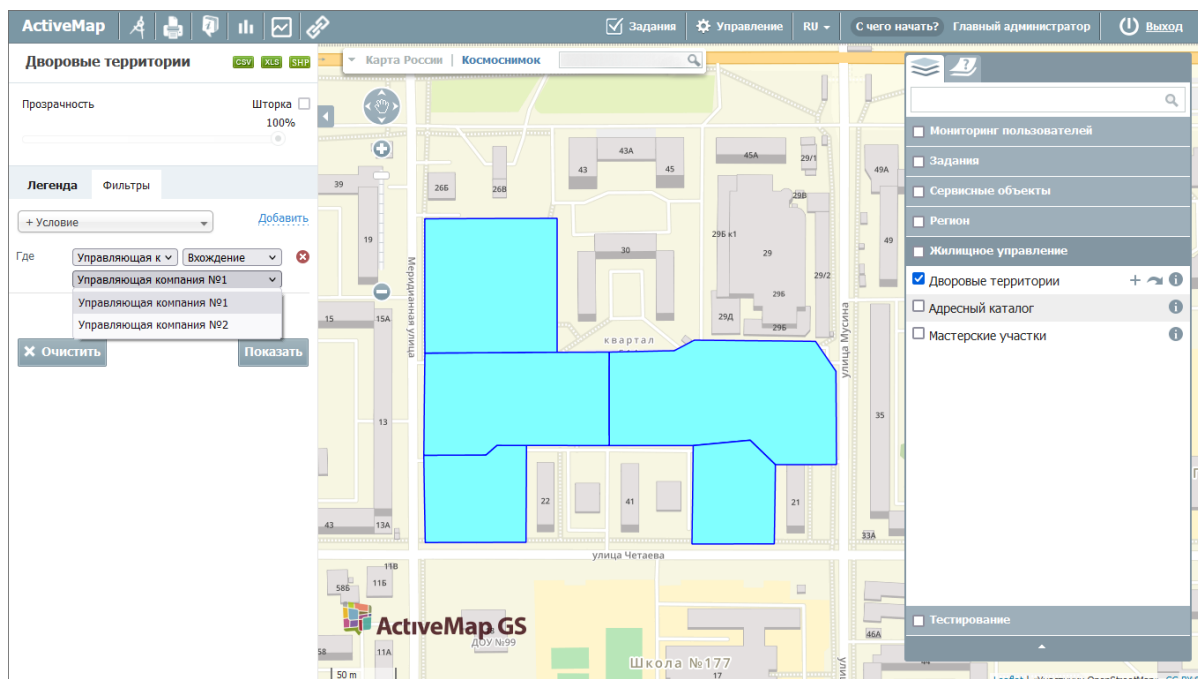 ActiveMap
Задания
Управление
RU
С чего начать?
Главный администратор
Выход
Дворовые территории
CSV XLS SHP
Прозрачность
Шторка
100%
Легенда
Фильтры
+ Условие
Добавить
Где
Управляющая к
Вхождение
Управляющая компания №1
Управляющая компания №1
Управляющая компания №2
Очистить
Показать
Карта России | Космоснимок
43А
43
45
45А
29/1
49А
39
26Б
26В
29В
19
30
29Б к1
29
49
29/2
29Б
Меридианная улица
15
15А
29Д
29Б
квартал
улица Мусина
13
35
22
41
21
43
13А
33А
улица Четаева
11В
58Б
11Б
ActiveMap GS
ДОУ №99
46А
58
11А
Школа №177
17
44
50 m
Мониторинг пользователей
Задания
Сервисные объекты
Регион
Жилищное управление
Дворовые территории
Адресный каталог
Мастерские участки
Тестирование